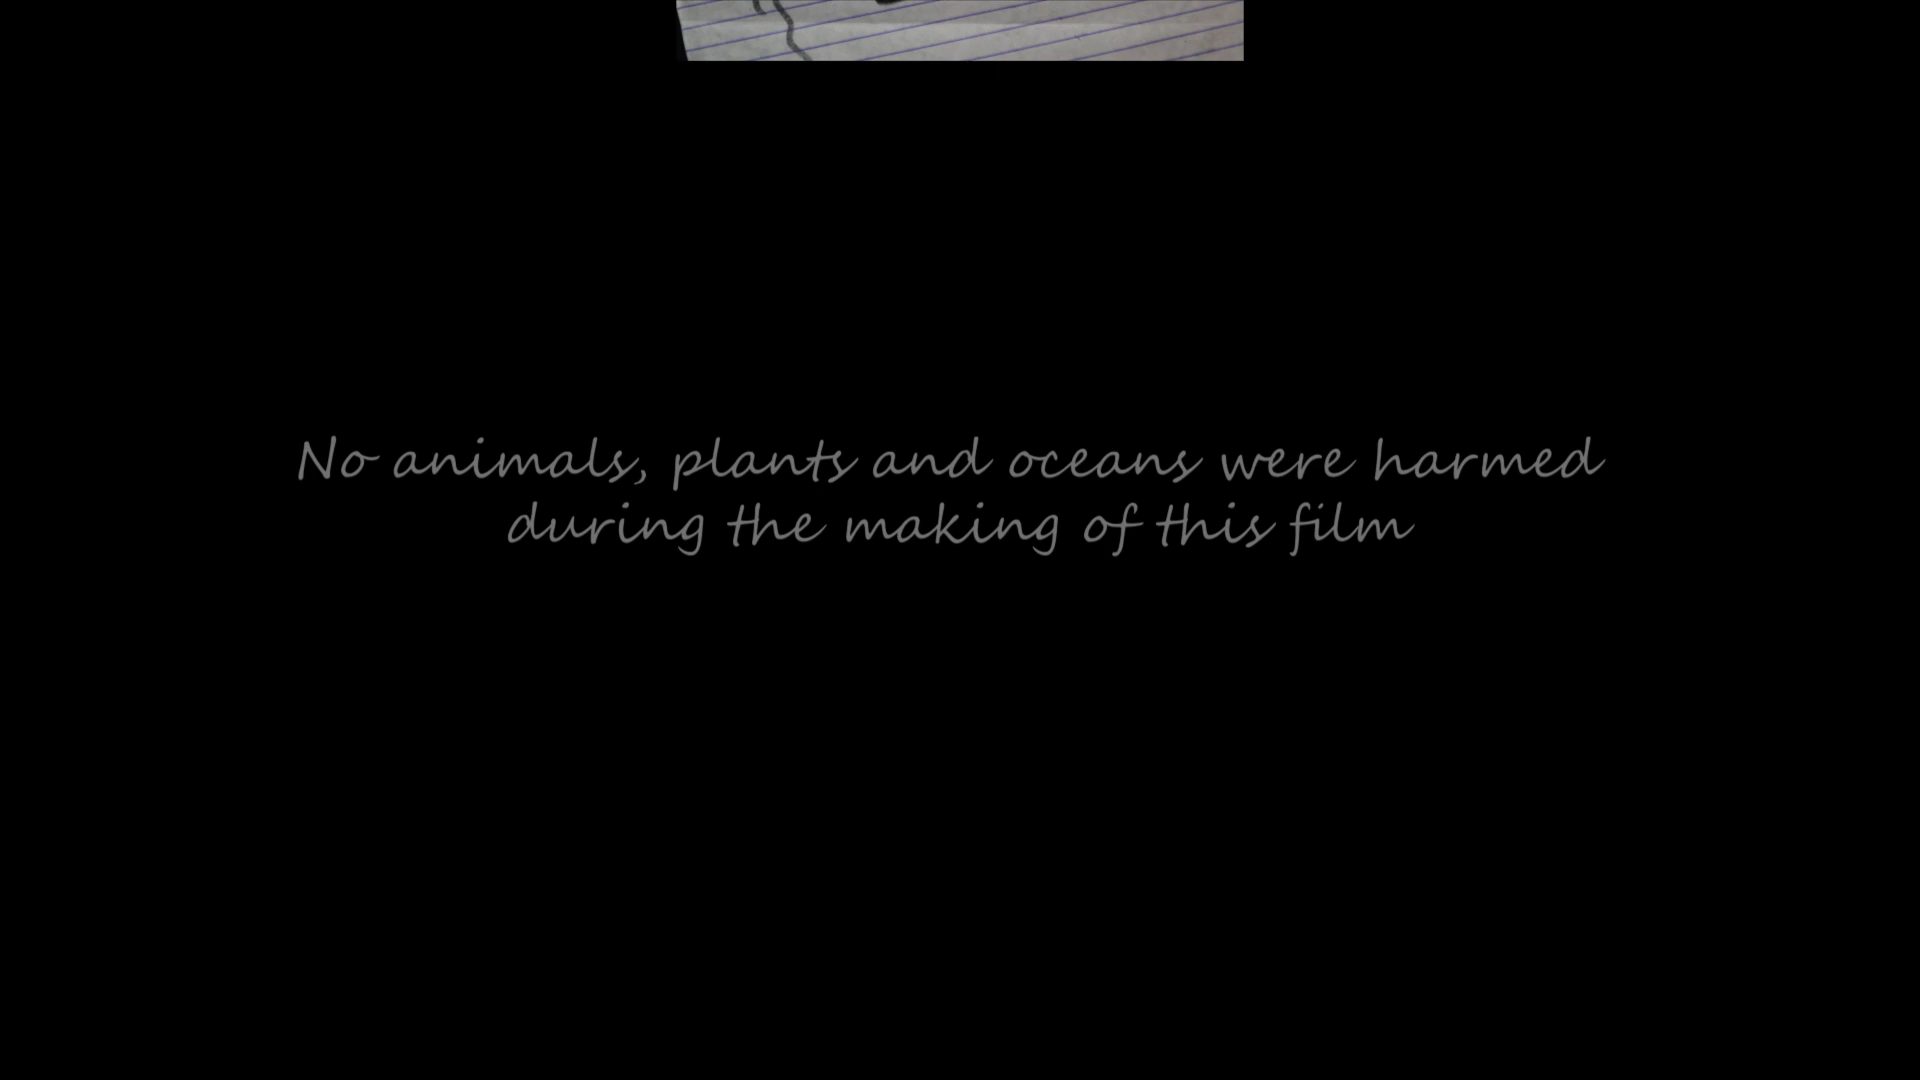 No animals, plants and oceans were harmed
during the making of this film